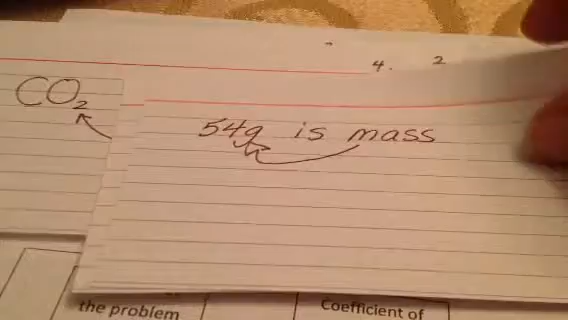 4. 2
CO2
54g is mass
the problem
Coefficient of